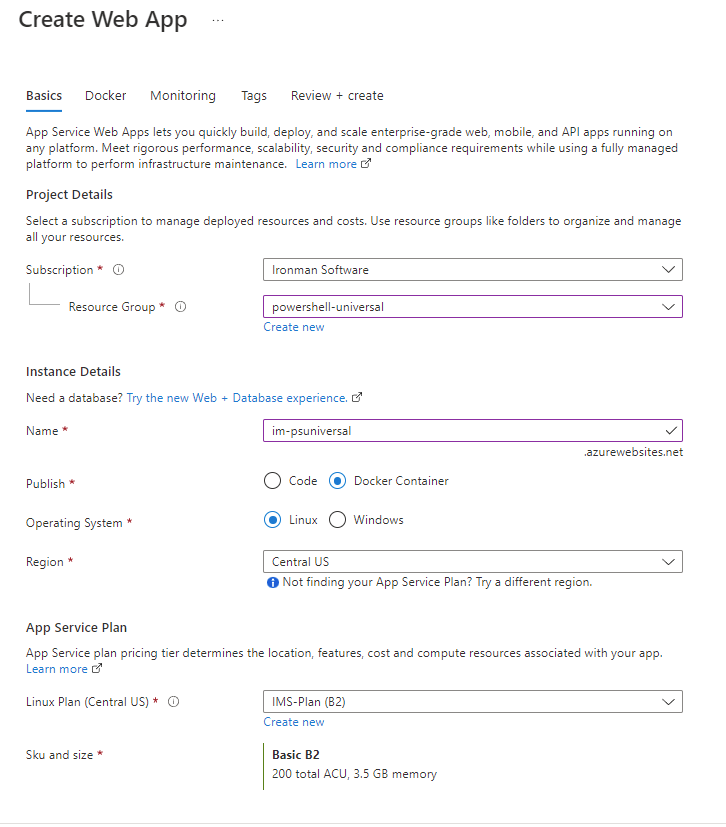 Create Web App ...
Basics Docker Monitoring Tags Review + create
App Service Web Apps lets you quickly build, deploy, and scale enterprise-grade web, mobile, and API apps running on
any platform. Meet rigorous performance, scalability, security and compliance requirements while using a fully managed
platform to perform infrastructure maintenance. Learn more
Project Details
Select a subscription to manage deployed resources and costs. Use resource groups like folders to organize and manage
all your resources.
Subscription * Ironman Software
Resource Group * powershell-universal
Create new
Instance Details
Need a database? Try the new Web + Database experience.
Name * im-psuniversal
.azurewebsites.net
Publish * Code Docker Container
Operating System * Linux Windows
Region * Central US
Not finding your App Service Plan? Try a different region.
App Service Plan
App Service plan pricing tier determines the location, features, cost and compute resources associated with your app.
Learn more
Linux Plan (Central US) * IMS-Plan (B2)
Create new
Sku and size * Basic B2
200 total ACU, 3.5 GB memory